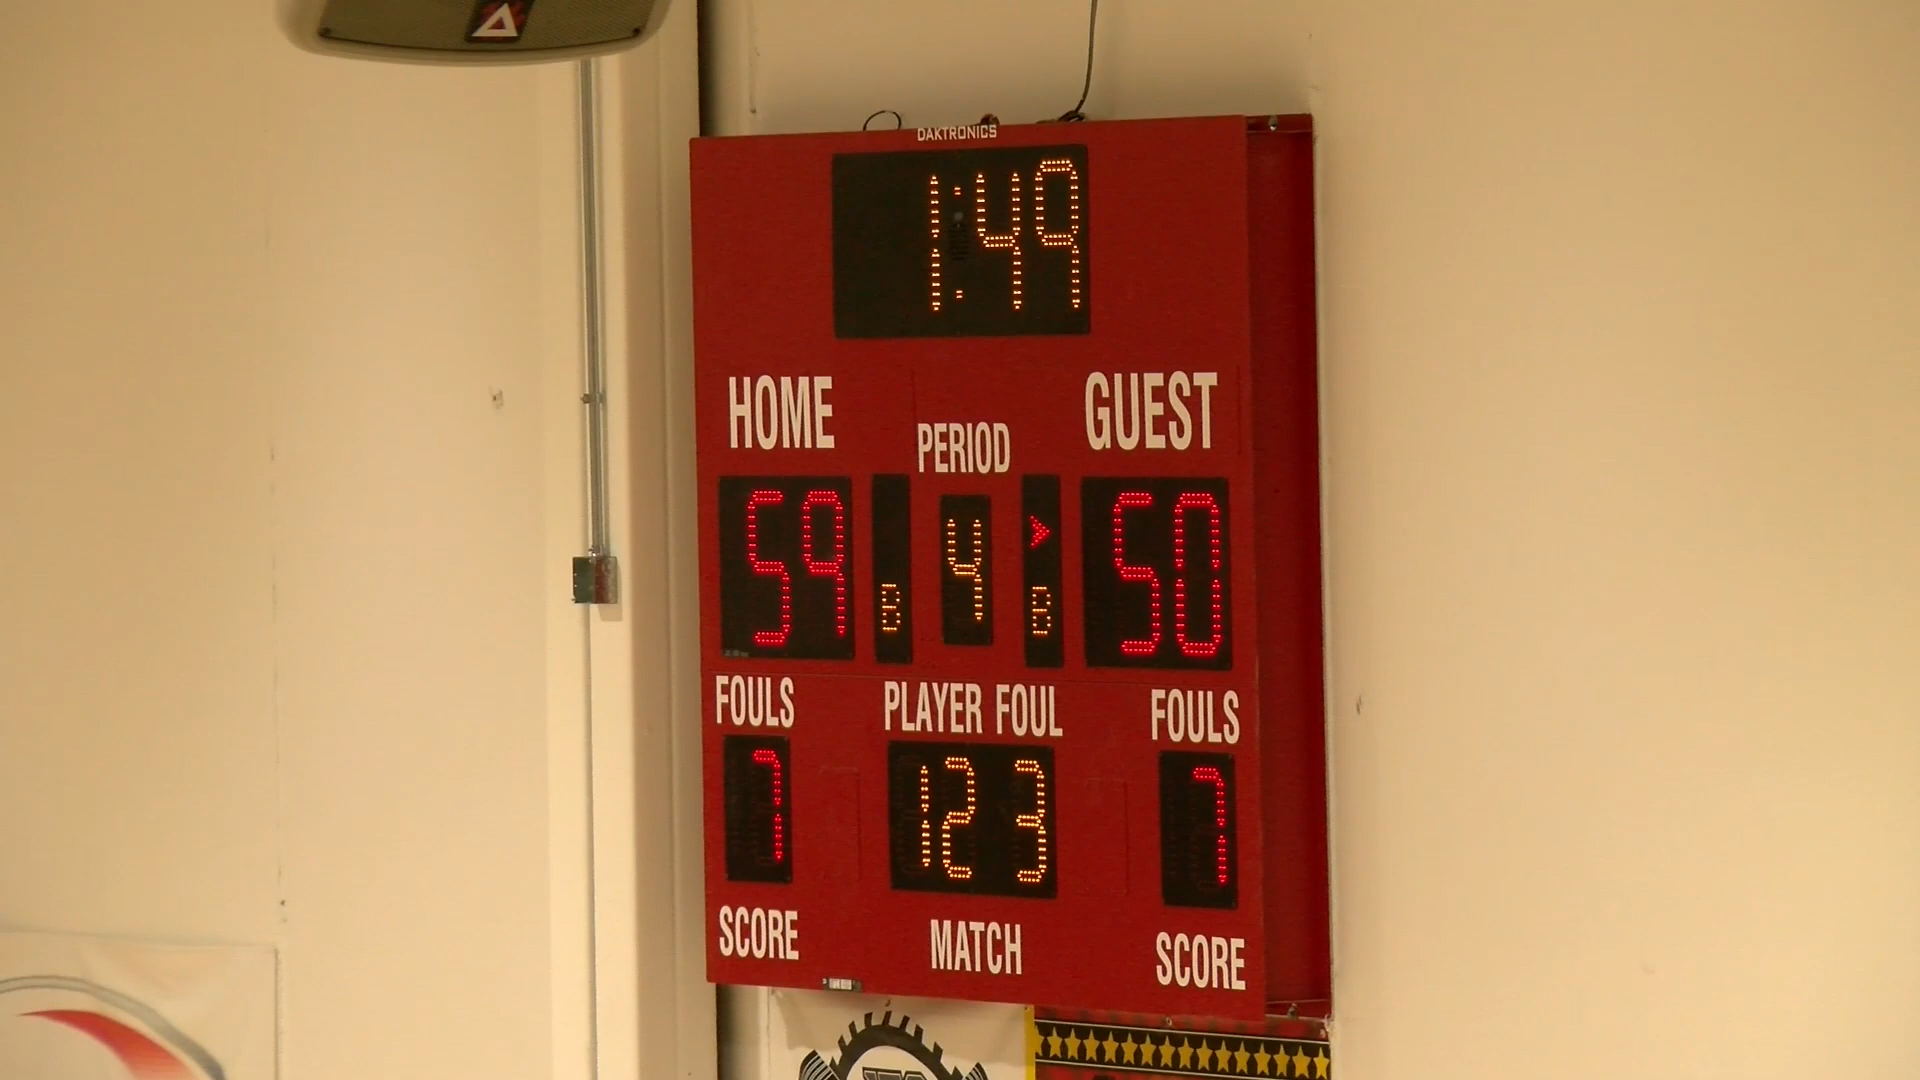 DAKTRONICS
1:49
HOME
GUEST
PERIOD
59 B 4 > B 50
FOULS PLAYER FOUL FOULS
7 12 3 7
SCORE MATCH SCORE